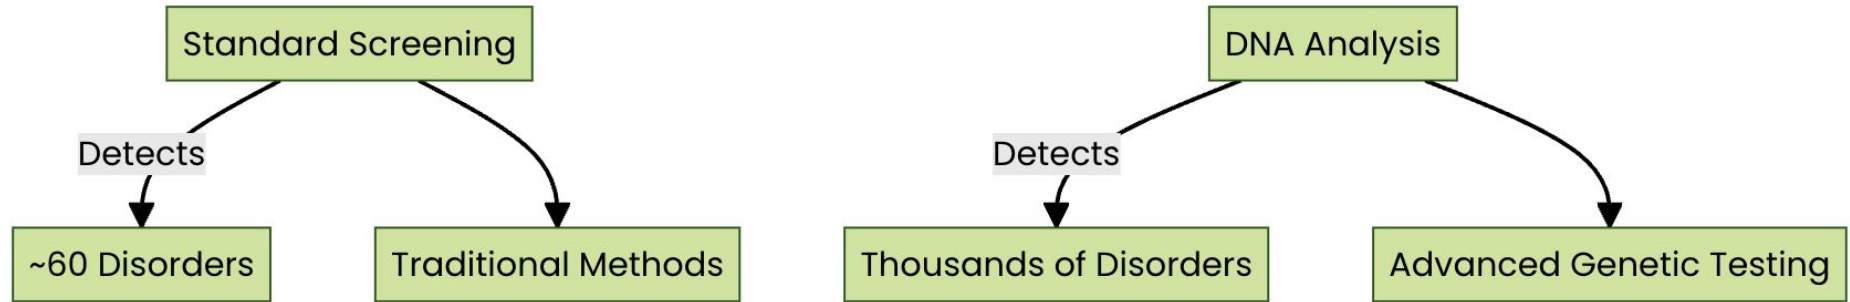 Standard Screening
DNA Analysis
Detects
Detects
~60 Disorders
Traditional Methods
Thousands of Disorders
Advanced Genetic Testing